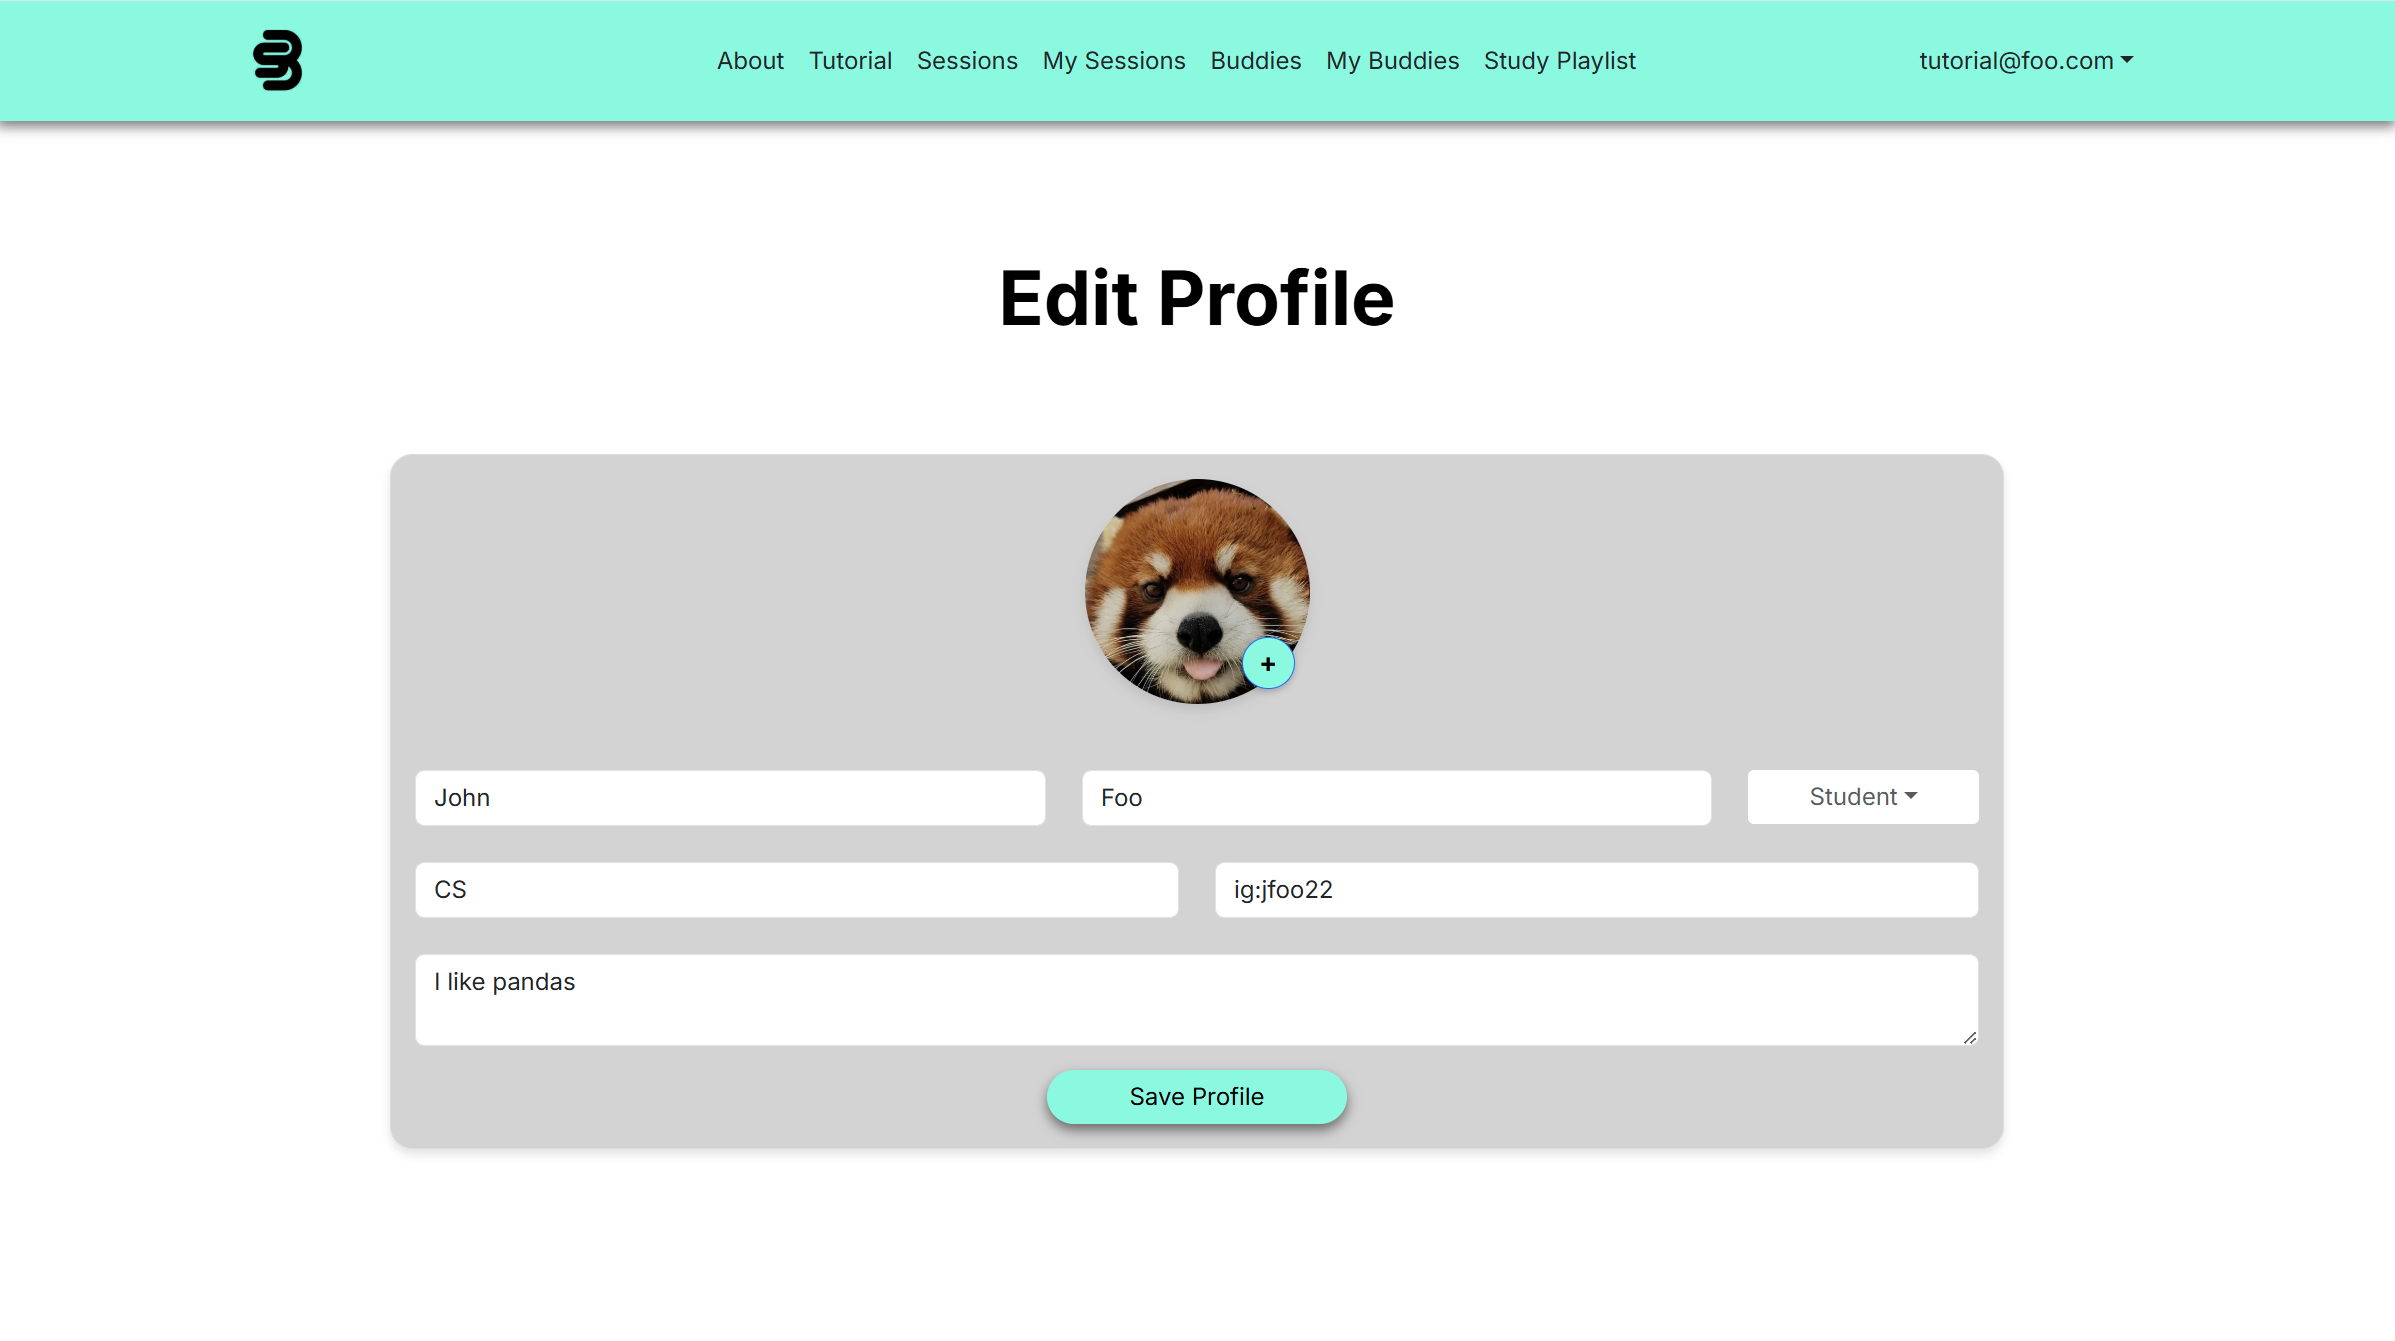 About Tutorial Sessions My Sessions Buddies My Buddies Study Playlist tutorial@foo.com
Edit Profile
+
John Foo Student
CS ig:jfoo22
I like pandas
Save Profile